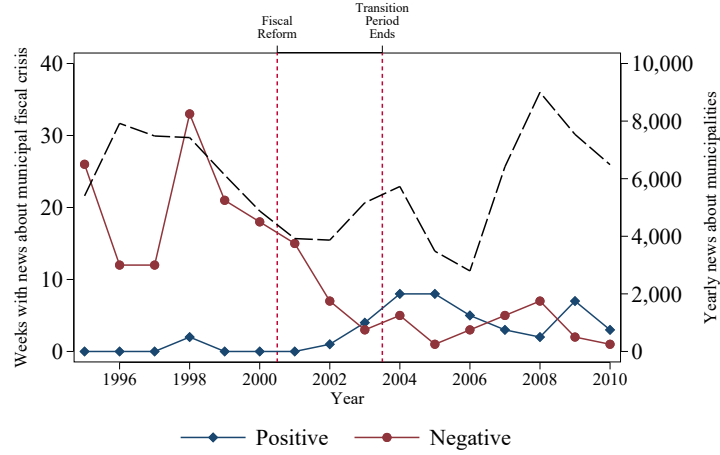 Fiscal
Reform
Transition
Period
Ends
Weeks with news about municipal fiscal crisis
40
30
20
10
0
10,000
8,000
6,000
4,000
2,000
0
Yearly news about municipalities
1996 1998 2000 2002 2004 2006 2008 2010
Year
Positive Negative